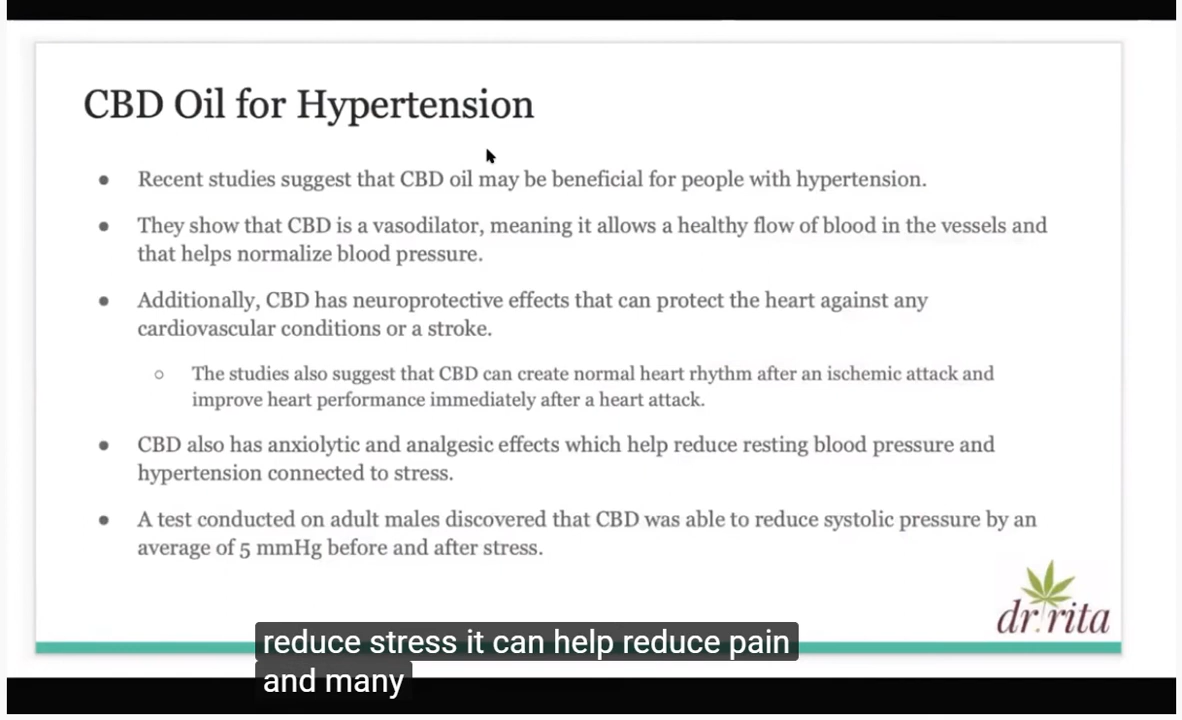 CBD Oil for Hypertension
● Recent studies suggest that CBD oil may be beneficial for people with hypertension.
● They show that CBD is a vasodilator, meaning it allows a healthy flow of blood in the vessels and
that helps normalize blood pressure.
● Additionally, CBD has neuroprotective effects that can protect the heart against any
cardiovascular conditions or a stroke.
○ The studies also suggest that CBD can create normal heart rhythm after an ischemic attack and
improve heart performance immediately after a heart attack.
● CBD also has anxiolytic and analgesic effects which help reduce resting blood pressure and
hypertension connected to stress.
● A test conducted on adult males discovered that CBD was able to reduce systolic pressure by an
average of 5 mmHg before and after stress.
dr. rita
reduce stress it can help reduce pain
and many